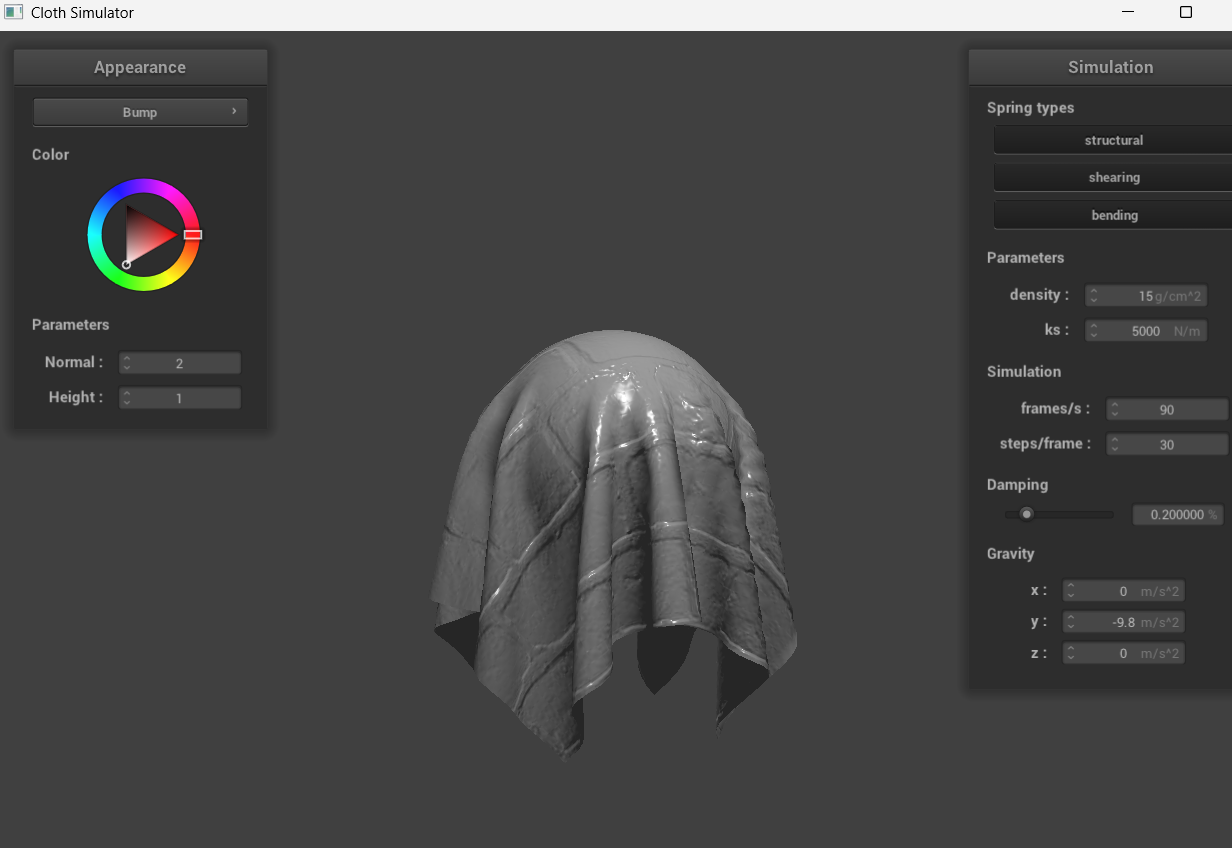 Cloth Simulator
Appearance
Bump
Color
Parameters
Normal : 2
Height : 1
Simulation
Spring types
structural
shearing
bending
Parameters
density : 15 g/cm^2
ks : 5000 N/m
Simulation
frames/s : 90
steps/frame : 30
Damping
0.200000 %
Gravity
x : 0 m/s^2
y : -9.8 m/s^2
z : 0 m/s^2